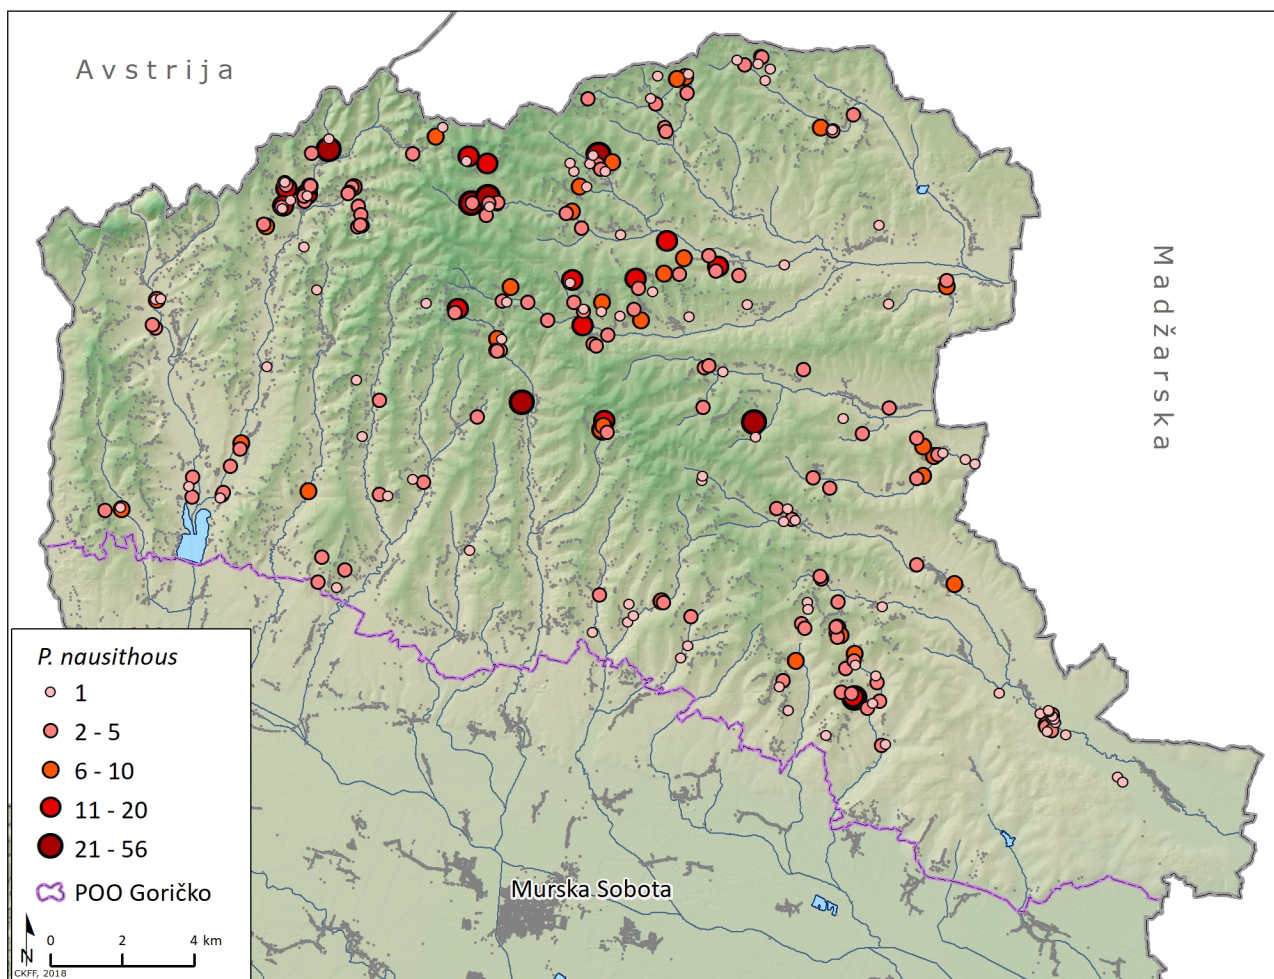 Avstrija
Madžarska
P. nausithous
1
2 - 5
6 - 10
11 - 20
21 - 56
POO Goričko
Murska Sobota
N
0 2 4 km
CKFF, 2018